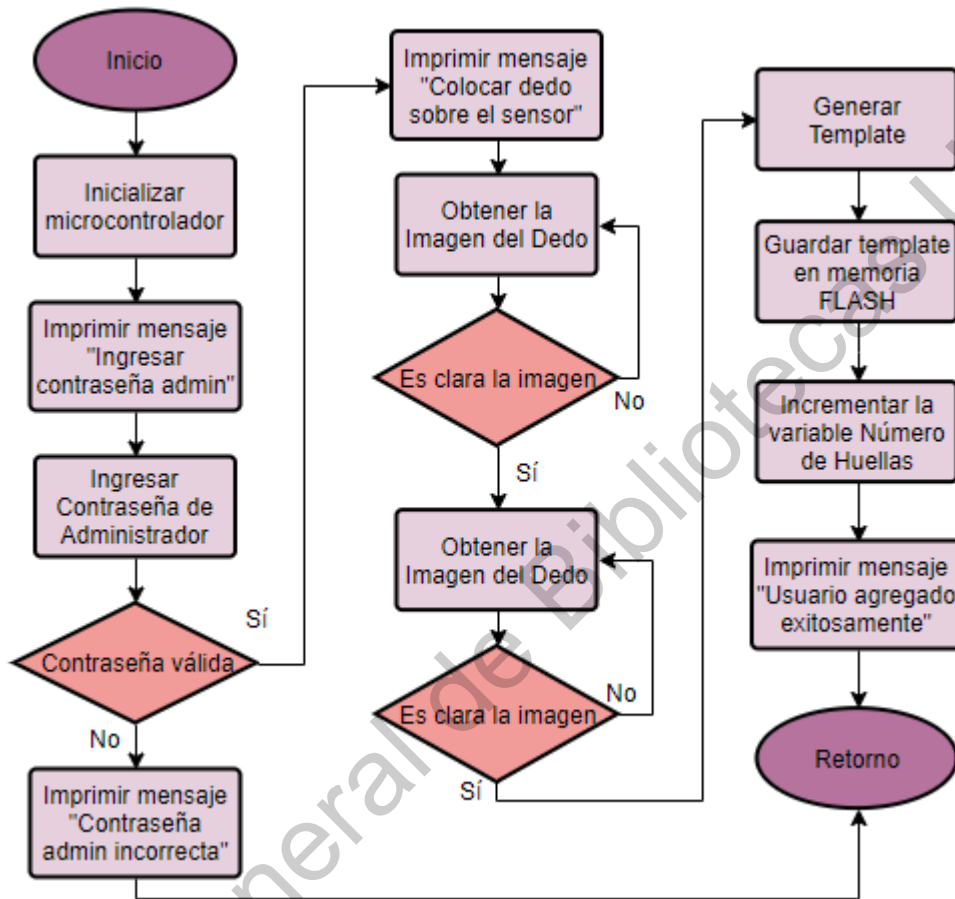 Inicio
Inicializar
microcontrolador
Imprimir mensaje
"Ingresar
contraseña admin"
Ingresar
Contraseña de
Administrador
Contraseña válida
Sí
No
Imprimir mensaje
"Contraseña
admin incorrecta"
Imprimir mensaje
"Colocar dedo
sobre el sensor"
Obtener la
Imagen del Dedo
Es clara la imagen
No
Sí
Obtener la
Imagen del Dedo
Es clara la imagen
No
Sí
Generar
Template
Guardar template
en memoria
FLASH
Incrementar la
variable Número
de Huellas
Imprimir mensaje
"Usuario agregado
exitosamente"
Retorno
neral de Bibliotecas